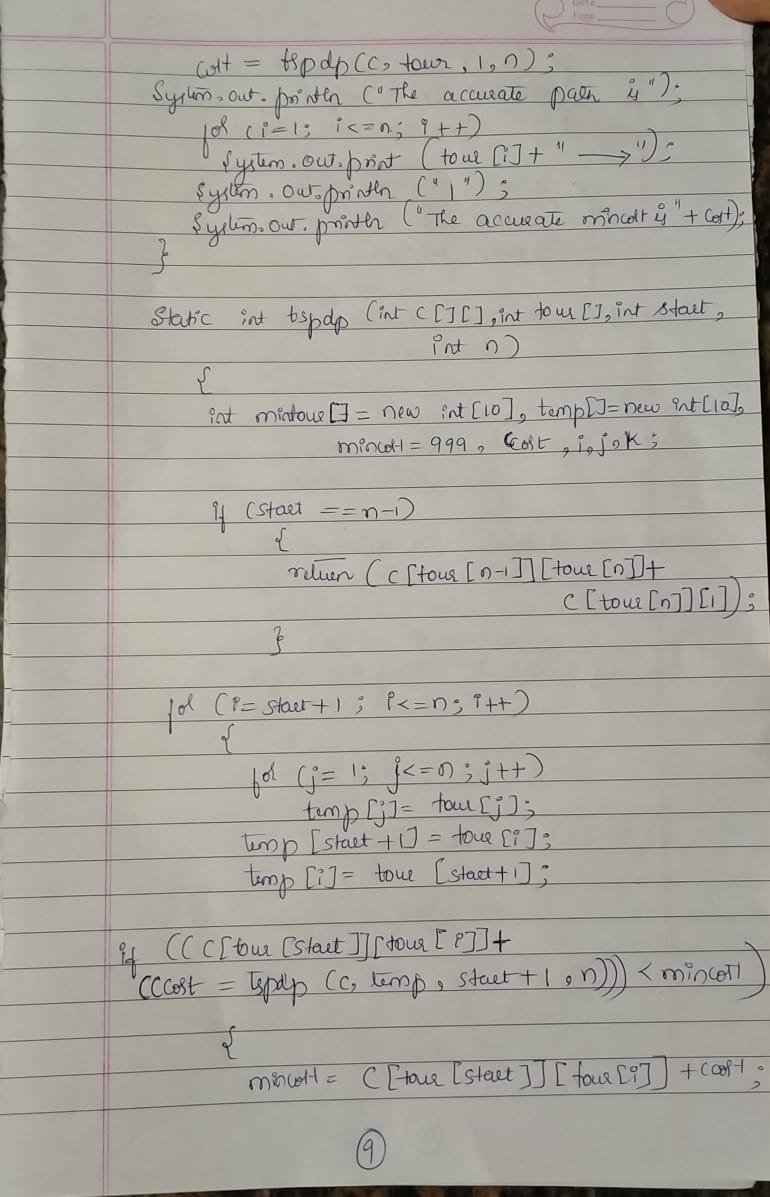 Date
Page
cost = tspdp(c, tour, 1, n);
System.out.println ("The accurate path is");
for (i=1; i<=n; i++)
System.out.print (tour [i]+ "⟶");
System.out.println ("1");
System.out.println ("The accurate mincost is" + cost);
}
Static int tspdp (int c[][], int tour[], int start,
int n)
{
int mintour[] = new int[10], temp[]=new int[10],
mincost = 999, cost, i, j, k;
if (start == n-1)
{
return (c[tour [n-1]][tour [n]]+
C[tour[n]][1]);
}
for (i= start+1 ; i<=n; i++)
{
for (j= 1; j<=n ; j++)
temp [j]= tour[j];
temp [start +1] = tour [i];
temp [i]= tour [start+1];
if ((C C[tour [start]][tour [i]]+
(CCost = tspdp (c, temp, start+1, n))) < mincost)
{
mincost = C[tour [start]] [tour[i]] +cost;
9